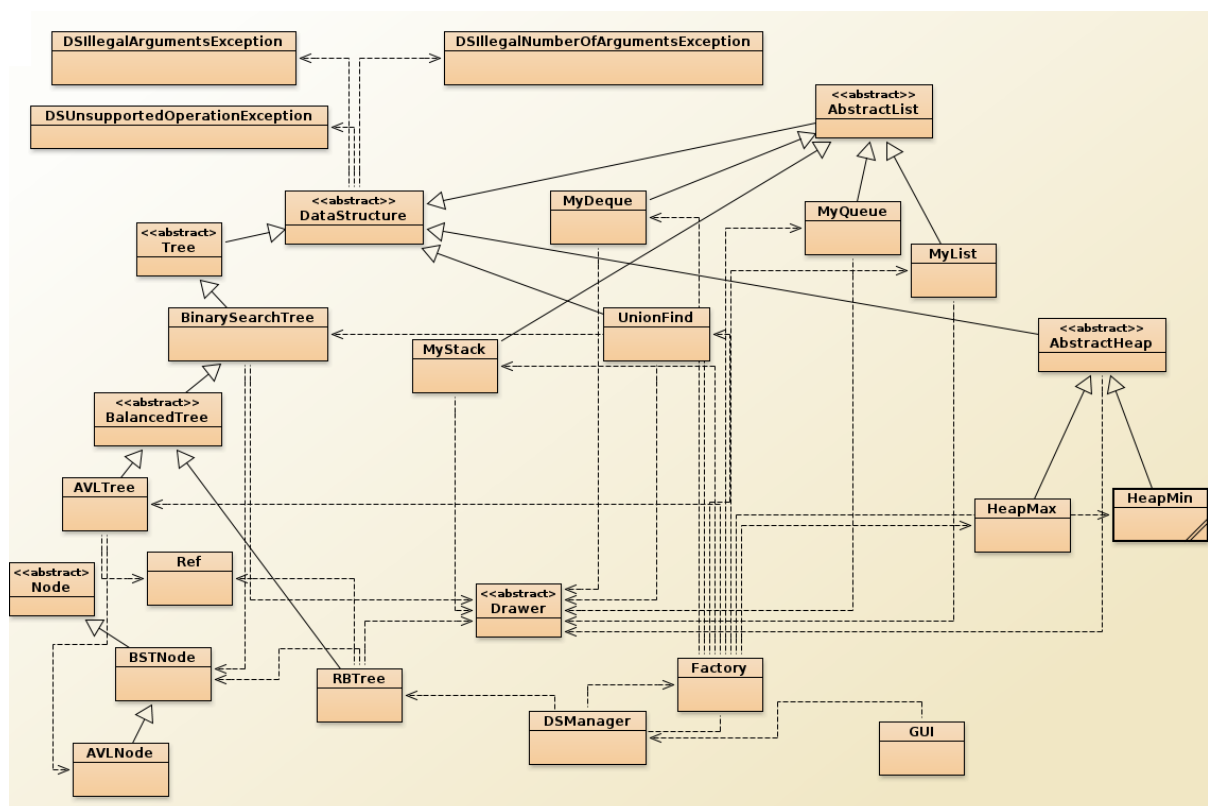 DSIllegalArgumentsException
DSIllegalNumberOfArgumentsException
DSUnsupportedOperationException
<<abstract>>
AbstractList
<<abstract>>
DataStructure
MyDeque
MyQueue
<<abstract>
Tree
MyList
BinarySearchTree
UnionFind
<<abstract>>
AbstractHeap
MyStack
<<abstract>>
BalancedTree
AVLTree
HeapMax
HeapMin
Ref
<<abstract>
Node
<<abstract>
Drawer
BSTNode
RBTree
Factory
DSManager
GUI
AVLNode